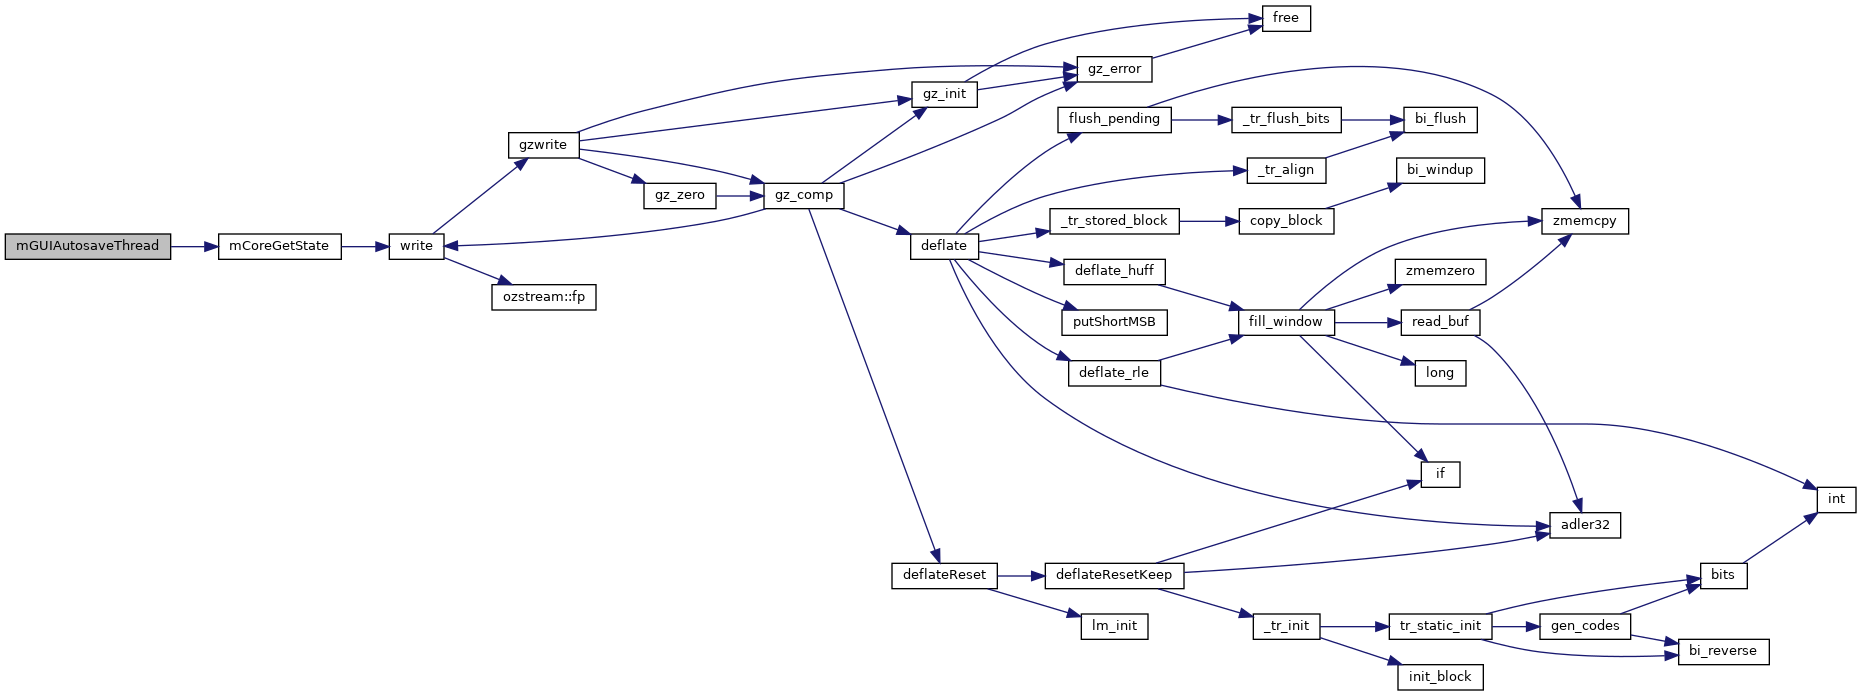 mGUIAutosaveThread
mCoreGetState
write
gzwrite
ozstream::fp
gz_zero
gz_comp
gz_init
gz_error
free
deflate
flush_pending
_tr_flush_bits
bi_flush
_tr_align
bi_windup
_tr_stored_block
copy_block
zmemcpy
deflate_huff
zmemzero
putShortMSB
fill_window
read_buf
deflate_rle
long
if
int
adler32
deflateReset
deflateResetKeep
bits
lm_init
_tr_init
tr_static_init
gen_codes
bi_reverse
init_block